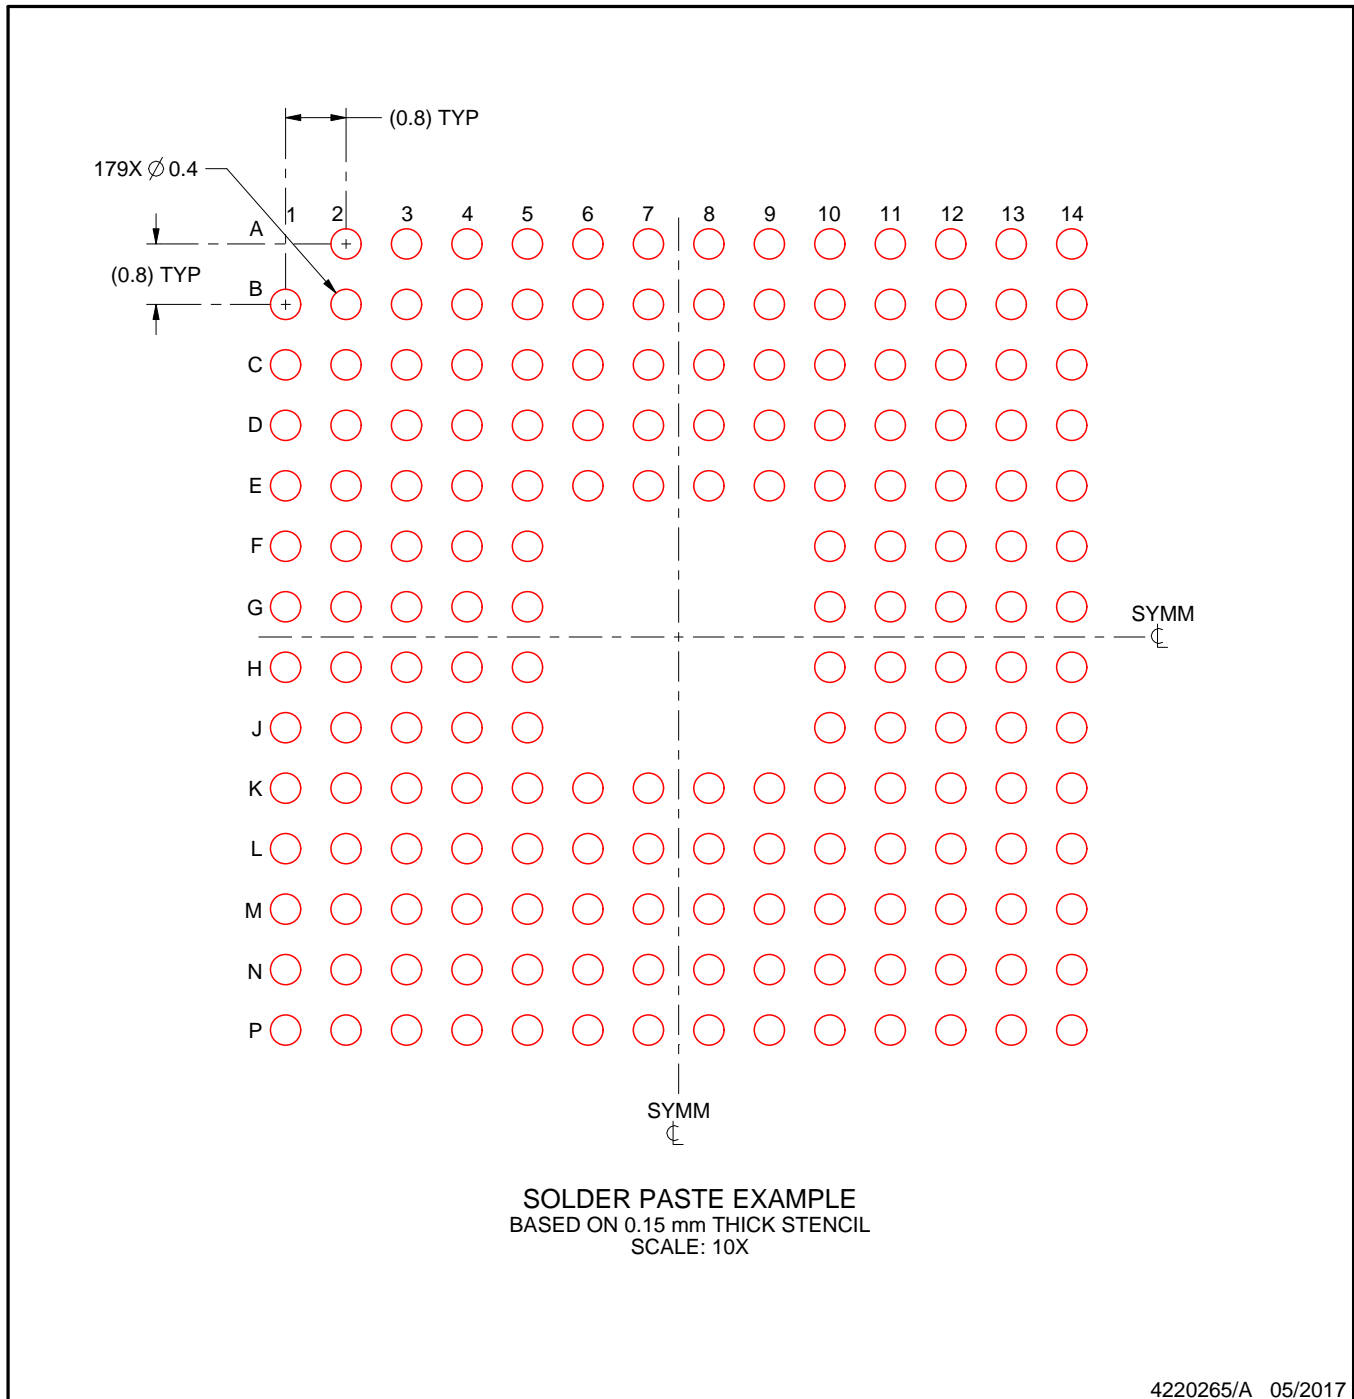 (0.8) TYP
179X ∅ 0.4
1 2 3 4 5 6 7 8 9 10 11 12 13 14
A
(0.8) TYP
B
C
D
E
F
G
SYMM
H
J
K
L
M
N
P
SYMM
SOLDER PASTE EXAMPLE
BASED ON 0.15 mm THICK STENCIL
SCALE: 10X
4220265/A 05/2017